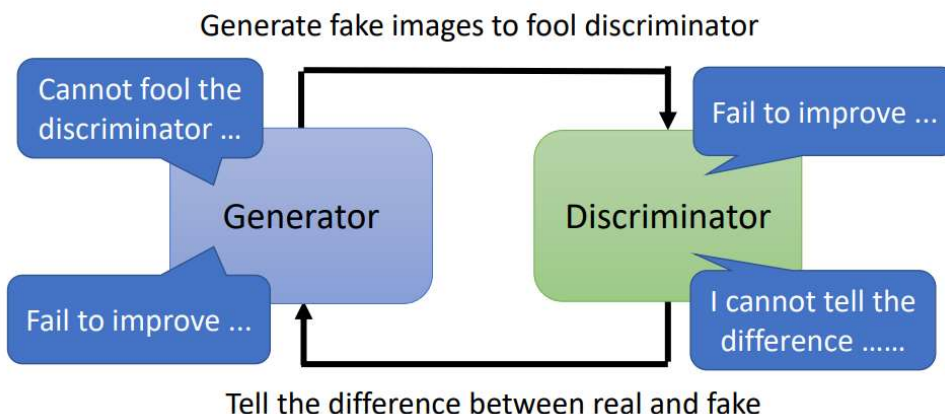 Generate fake images to fool discriminator
Cannot fool the
discriminator ...
Fail to improve ...
Generator
Discriminator
Fail to improve ...
I cannot tell the
difference ......
Tell the difference between real and fake